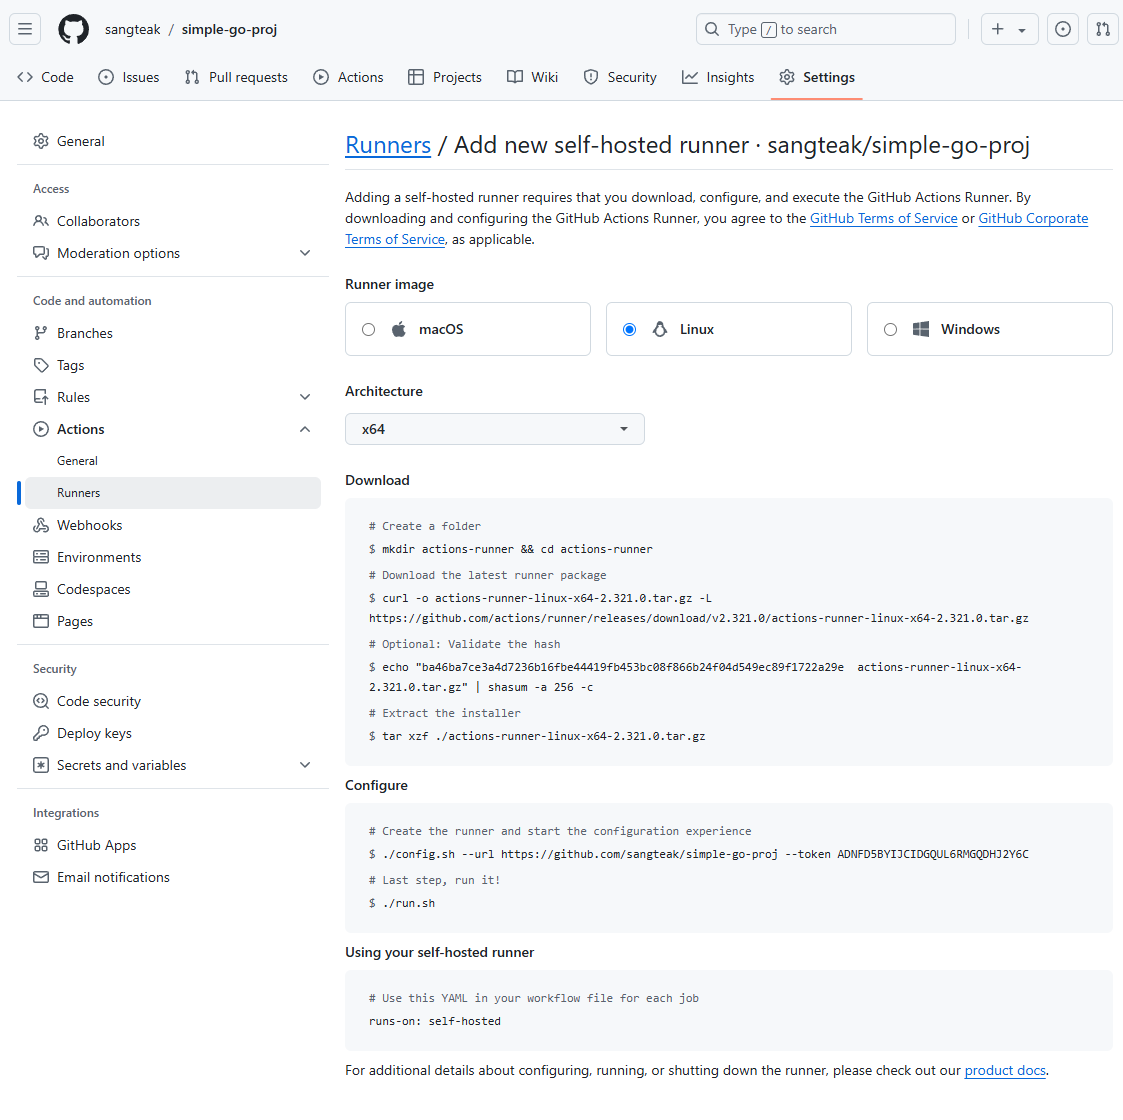 sangteak / simple-go-proj
Type / to search
Code
Issues
Pull requests
Actions
Projects
Wiki
Security
Insights
Settings
General
Access
Collaborators
Moderation options
Code and automation
Branches
Tags
Rules
Actions
General
Runners
Webhooks
Environments
Codespaces
Pages
Security
Code security
Deploy keys
Secrets and variables
Integrations
GitHub Apps
Email notifications
Runners / Add new self-hosted runner · sangteak/simple-go-proj
Adding a self-hosted runner requires that you download, configure, and execute the GitHub Actions Runner. By
downloading and configuring the GitHub Actions Runner, you agree to the GitHub Terms of Service or GitHub Corporate
Terms of Service, as applicable.
Runner image
macOS
Linux
Windows
Architecture
x64
Download
# Create a folder
$ mkdir actions-runner && cd actions-runner
# Download the latest runner package
$ curl -o actions-runner-linux-x64-2.321.0.tar.gz -L
https://github.com/actions/runner/releases/download/v2.321.0/actions-runner-linux-x64-2.321.0.tar.gz
# Optional: Validate the hash
$ echo "ba46ba7ce3a4d7236b16fbe44419fb453bc08f866b24f04d549ec89f1722a29e  actions-runner-linux-x64-
2.321.0.tar.gz" | shasum -a 256 -c
# Extract the installer
$ tar xzf ./actions-runner-linux-x64-2.321.0.tar.gz
Configure
# Create the runner and start the configuration experience
$ ./config.sh --url https://github.com/sangteak/simple-go-proj --token ADNFD5BYIJCIDGQUL6RMGQDHJ2Y6C
# Last step, run it!
$ ./run.sh
Using your self-hosted runner
# Use this YAML in your workflow file for each job
runs-on: self-hosted
For additional details about configuring, running, or shutting down the runner, please check out our product docs.